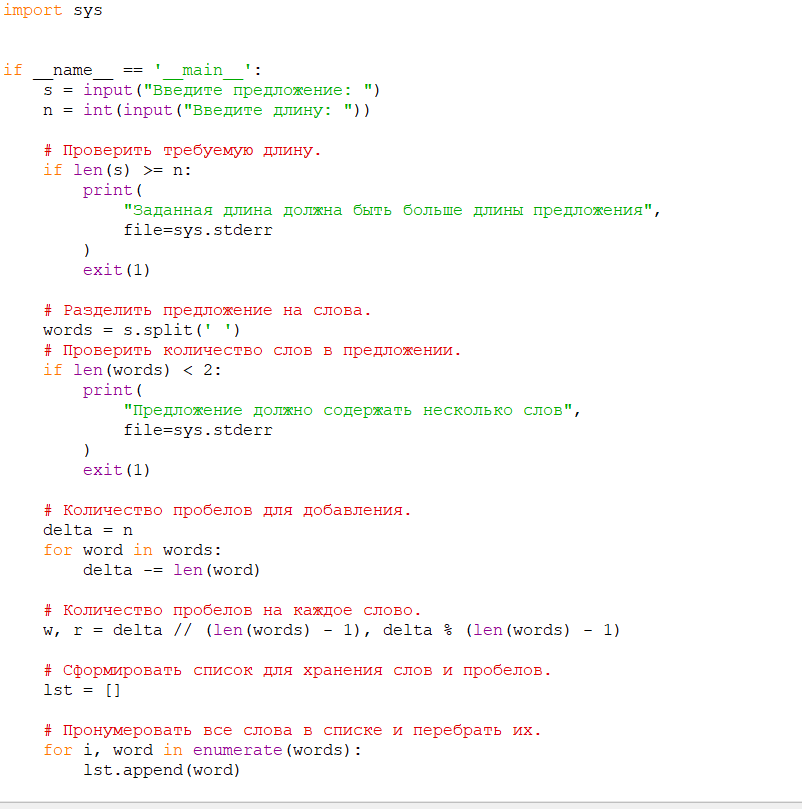 import sys
if __name__ == '__main__':
    s = input("Введите предложение: ")
    n = int(input("Введите длину: "))
    # Проверить требуемую длину.
    if len(s) >= n:
        print(
            "Заданная длина должна быть больше длины предложения",
            file=sys.stderr
        )
        exit(1)
    # Разделить предложение на слова.
    words = s.split(' ')
    # Проверить количество слов в предложении.
    if len(words) < 2:
        print(
            "Предложение должно содержать несколько слов",
            file=sys.stderr
        )
        exit(1)
    # Количество пробелов для добавления.
    delta = n
    for word in words:
        delta -= len(word)
    # Количество пробелов на каждое слово.
    w, r = delta // (len(words) - 1), delta % (len(words) - 1)
    # Сформировать список для хранения слов и пробелов.
    lst = []
    # Пронумеровать все слова в списке и перебрать их.
    for i, word in enumerate(words):
        lst.append(word)